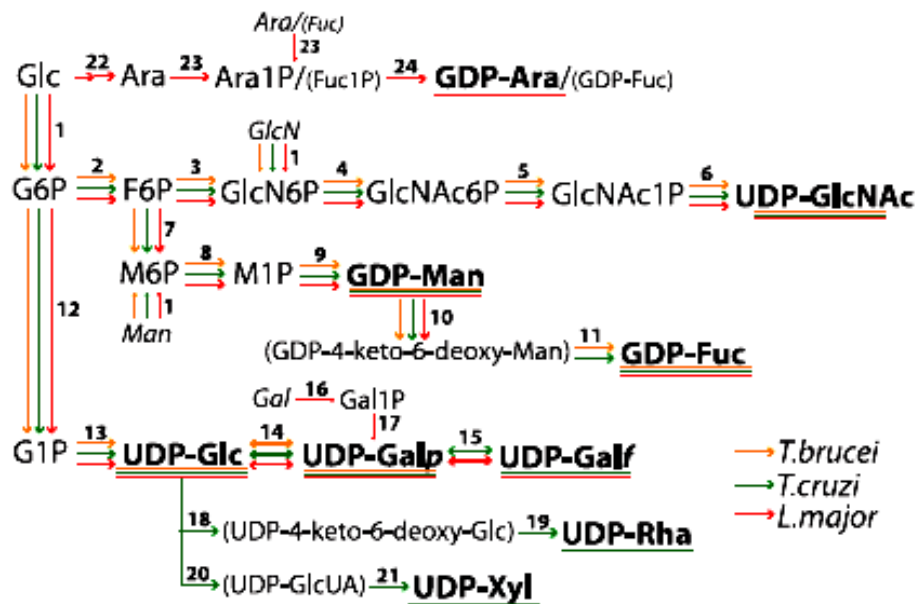 Ara/(Fuc)
23
22 23 24
Glc Ara Ara1P/(Fuc1P) GDP-Ara/(GDP-Fuc)
1
GlcN
1
2 3 4 5 6
G6P F6P GlcN6P GlcNAc6P GlcNAc1P UDP-GlcNAc
7
8 9
M6P M1P GDP-Man
12
1
Man
10
11
(GDP-4-keto-6-deoxy-Man) GDP-Fuc
16
Gal Gal1P
17
13 14 15
G1P UDP-Glc UDP-Galp UDP-Galf
T.brucei
T.cruzi
L.major
18 19
(UDP-4-keto-6-deoxy-Glc) UDP-Rha
20 21
(UDP-GlcUA) UDP-Xyl